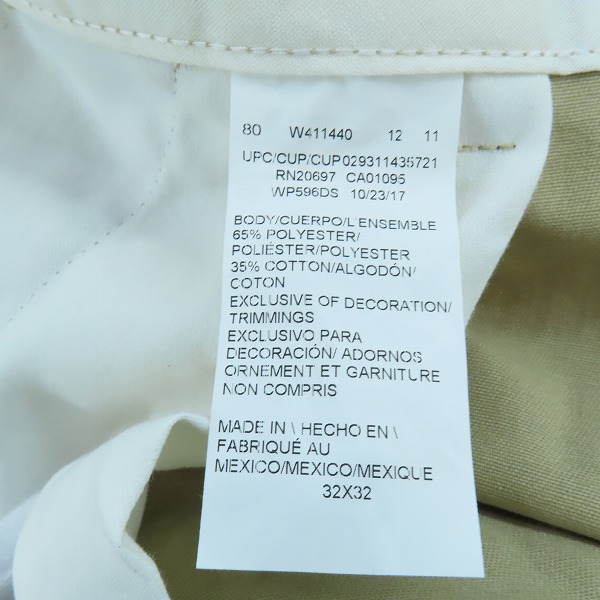 80 W411440 12 11
UPC/CUP/CUP029311435721
RN20697 CA01095
WP596DS 10/23/17
BODY/CUERPO/L'ENSEMBLE
65% POLYESTER/
POLIÉSTER/POLYESTER
35% COTTON/ALGODÓN/
COTON
EXCLUSIVE OF DECORATION/
TRIMMINGS
EXCLUSIVO PARA
DECORACIÓN/ ADORNOS
ORNEMENT ET GARNITURE
NON COMPRIS
MADE IN \ HECHO EN \
FABRIQUÉ AU
MEXICO/MEXICO/MEXIQUE
32X32